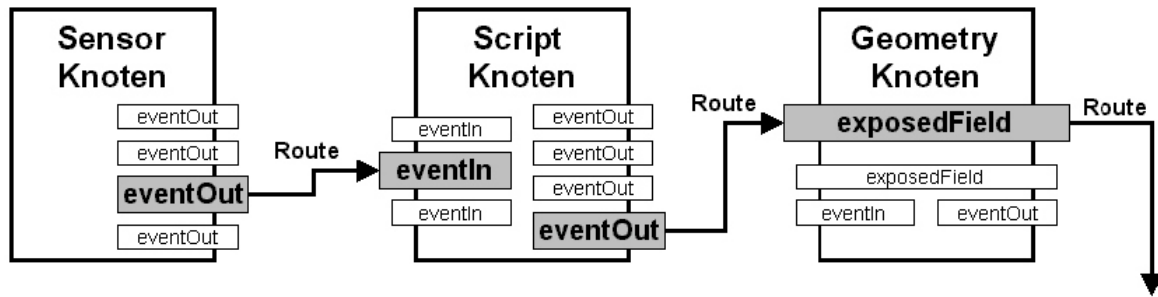 Sensor
Knoten
eventOut
eventOut
eventOut
eventOut
Route
Script
Knoten
eventIn
eventIn
eventIn
eventOut
eventOut
eventOut
eventOut
Route
Geometry
Knoten
exposedField
exposedField
eventIn
eventOut
Route